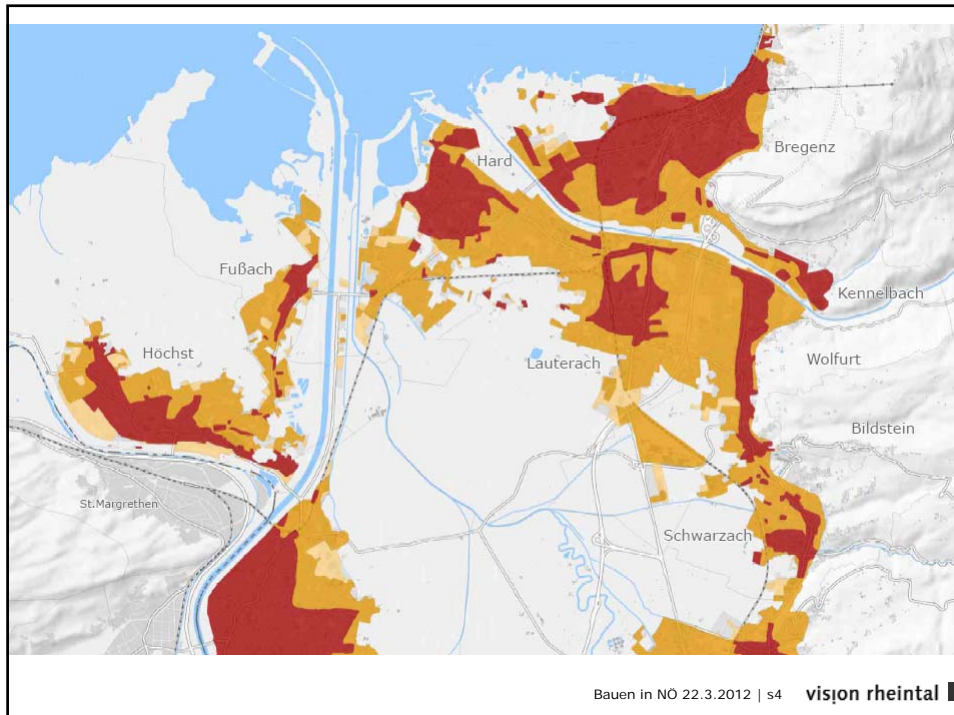 Bregenz
Hard
Fußach
Kennelbach
Höchst
Lauterach
Wolfurt
Bildstein
St.Margrethen
Schwarzach
Bauen in NÖ 22.3.2012 | s4 vision rheintal